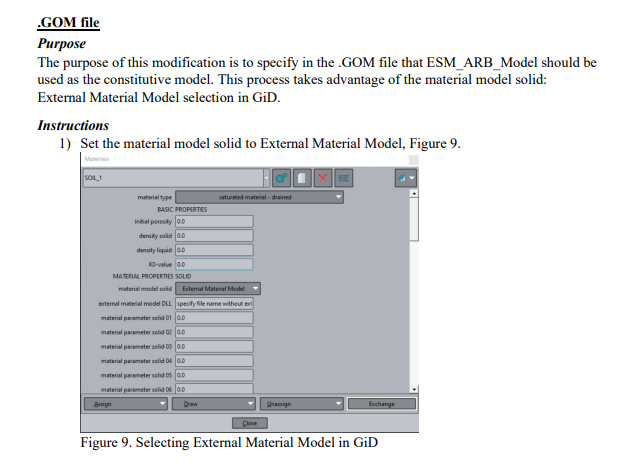 .GOM file
Purpose
The purpose of this modification is to specify in the .GOM file that ESM_ARB_Model should be
used as the constitutive model. This process takes advantage of the material model solid:
External Material Model selection in GiD.
Instructions
1) Set the material model solid to External Material Model, Figure 9.
Materials
SOIL_1
material type saturated material - drained
BASIC PROPERTIES
initial porosity 0.0
density solid 0.0
density liquid 0.0
K0-value 0.0
MATERIAL PROPERTIES SOLID
material model solid External Material Model
external material model DLL specify file name without ext
material parameter solid 01 0.0
material parameter solid 02 0.0
material parameter solid 03 0.0
material parameter solid 04 0.0
material parameter solid 05 0.0
material parameter solid 06 0.0
Assign Draw Unassign Exchange
Close
Figure 9. Selecting External Material Model in GiD